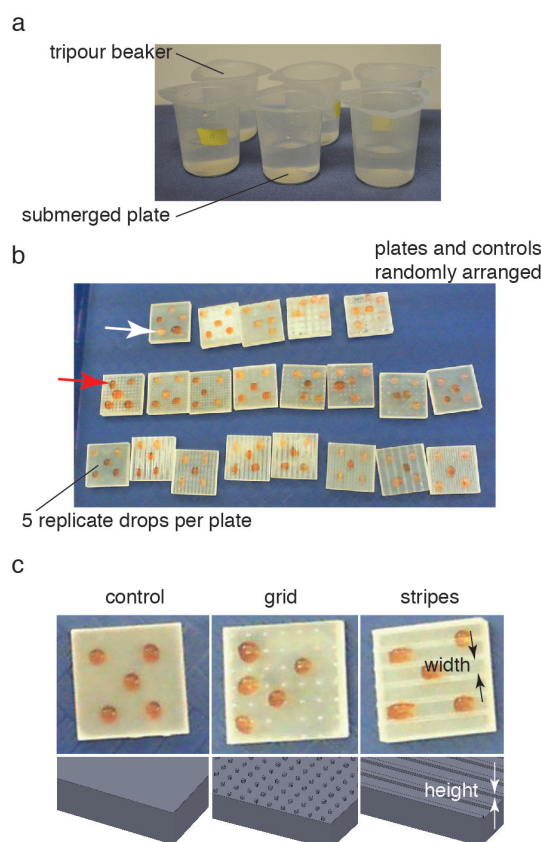 a
tripour beaker
submerged plate
b
plates and controls
randomly arranged
5 replicate drops per plate
c
control
grid
stripes
width
height